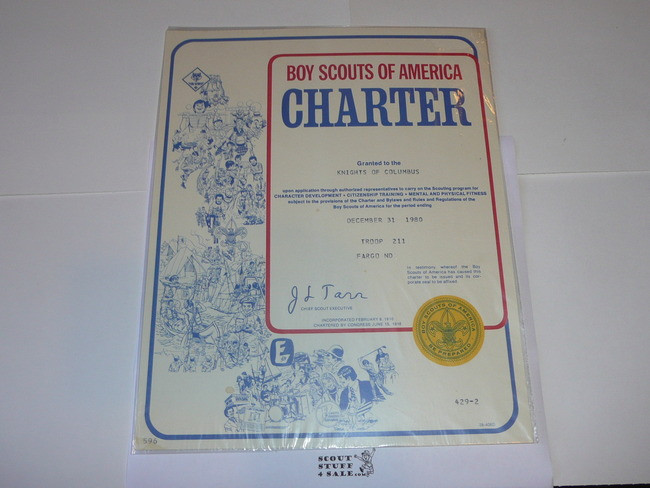 BOY SCOUTS OF AMERICA
CHARTER
Granted to the
KNIGHTS OF COLUMBUS
upon application through authorized representatives to carry on the Scouting program for
CHARACTER DEVELOPMENT • CITIZENSHIP TRAINING • MENTAL AND PHYSICAL FITNESS
subject to the provisions of the Charter and Bylaws and Rules and Regulations of the
Boy Scouts of America for the period ending
DECEMBER 31 1980
TROOP 211
FARGO ND
In testimony whereof the Boy
Scouts of America has caused this
charter to be issued and its cor-
porate seal to be affixed.
J L Tarr
CHIEF SCOUT EXECUTIVE
INCORPORATED FEBRUARY 8, 1910
CHARTERED BY CONGRESS JUNE 15, 1916
BOY SCOUTS OF AMERICA
BE PREPARED
E
429-2
595
SCOUT
STUFF
4 SALE.com